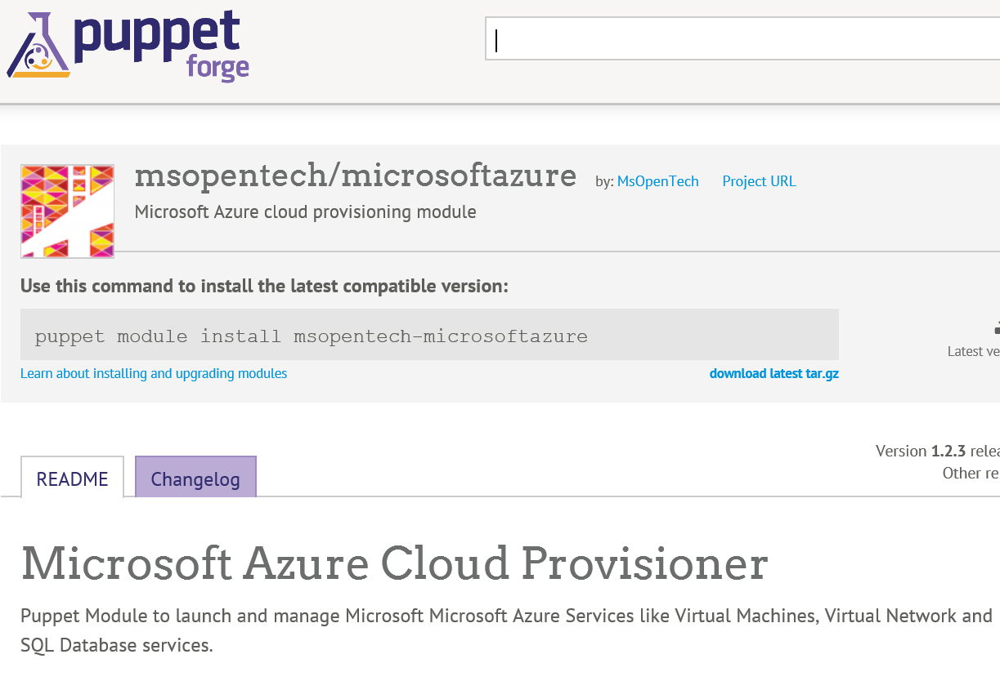 puppet
forge
msopentech/microsoftazure by: MsOpenTech Project URL
Microsoft Azure cloud provisioning module
Use this command to install the latest compatible version:
puppet module install msopentech-microsoftazure
Latest ve
Learn about installing and upgrading modules download latest tar.gz
Version 1.2.3 relea
Other re
README Changelog
Microsoft Azure Cloud Provisioner
Puppet Module to launch and manage Microsoft Microsoft Azure Services like Virtual Machines, Virtual Network and
SQL Database services.